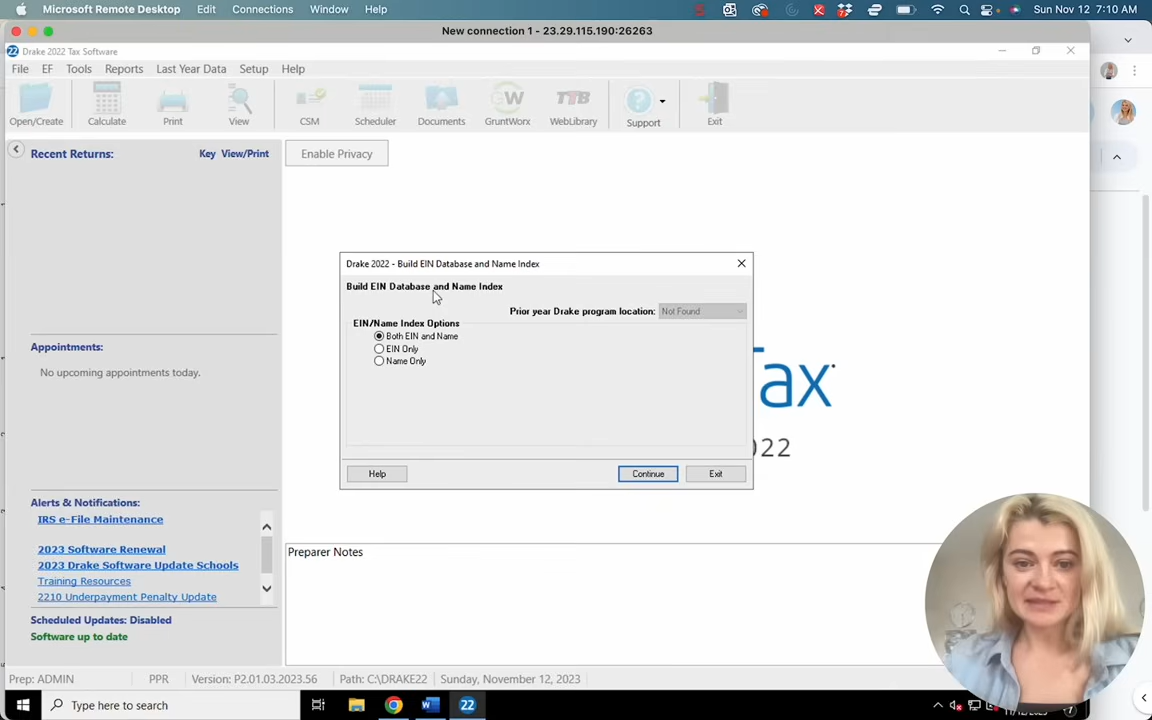 Microsoft Remote Desktop Edit Connections Window Help Sun Nov 12 7:10 AM
New connection 1 - 23.29.115.190:26263
22 Drake 2022 Tax Software
File EF Tools Reports Last Year Data Setup Help
Open/Create Calculate Print View CSM Scheduler Documents GW GruntWorx TTB WebLibrary ? Support Exit
Recent Returns: Key View/Print Enable Privacy
Drake 2022 - Build EIN Database and Name Index
Build EIN Database and Name Index
Prior year Drake program location: Not Found
EIN/Name Index Options
Both EIN and Name
EIN Only
Name Only
Help Continue Exit
Tax
022
Appointments:
No upcoming appointments today.
Alerts & Notifications:
IRS e-File Maintenance
2023 Software Renewal
2023 Drake Software Update Schools
Training Resources
2210 Underpayment Penalty Update
Scheduled Updates: Disabled
Software up to date
Preparer Notes
Prep: ADMIN PPR Version: P2.01.03.2023.56 Path: C:\DRAKE22 Sunday, November 12, 2023
Type here to search 22